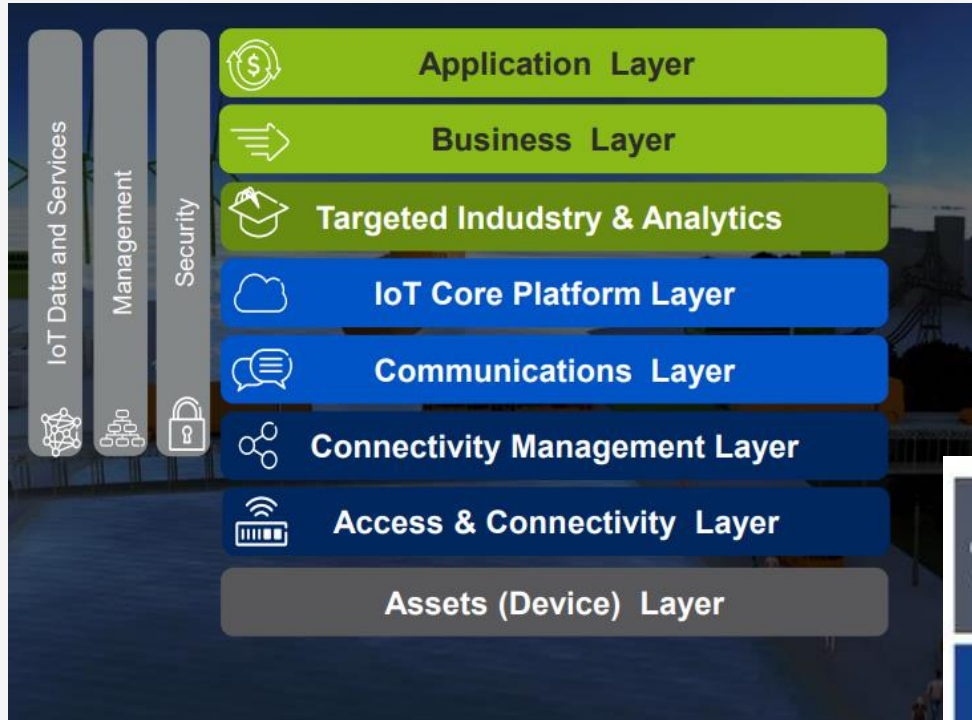 IoT Data and Services
Management
Security
Application Layer
Business Layer
Targeted Indudstry & Analytics
IoT Core Platform Layer
Communications Layer
Connectivity Management Layer
Access & Connectivity Layer
Assets (Device) Layer